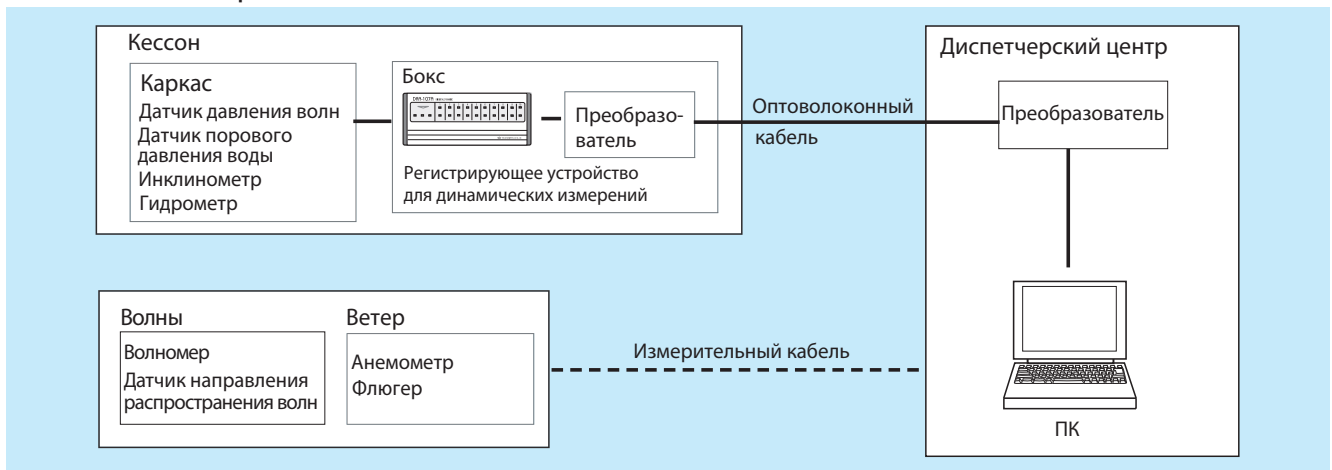 Кессон
Каркас
Датчик давления волн
Датчик порового
давления воды
Инклинометр
Гидрометр
Бокс
Преобразо-
ватель
Регистрирующее устройство
для динамических измерений
Оптоволоконный
кабель
Диспетчерский центр
Преобразователь
ПК
Волны
Волномер
Датчик направления
распространения волн
Ветер
Анемометр
Флюгер
Измерительный кабель